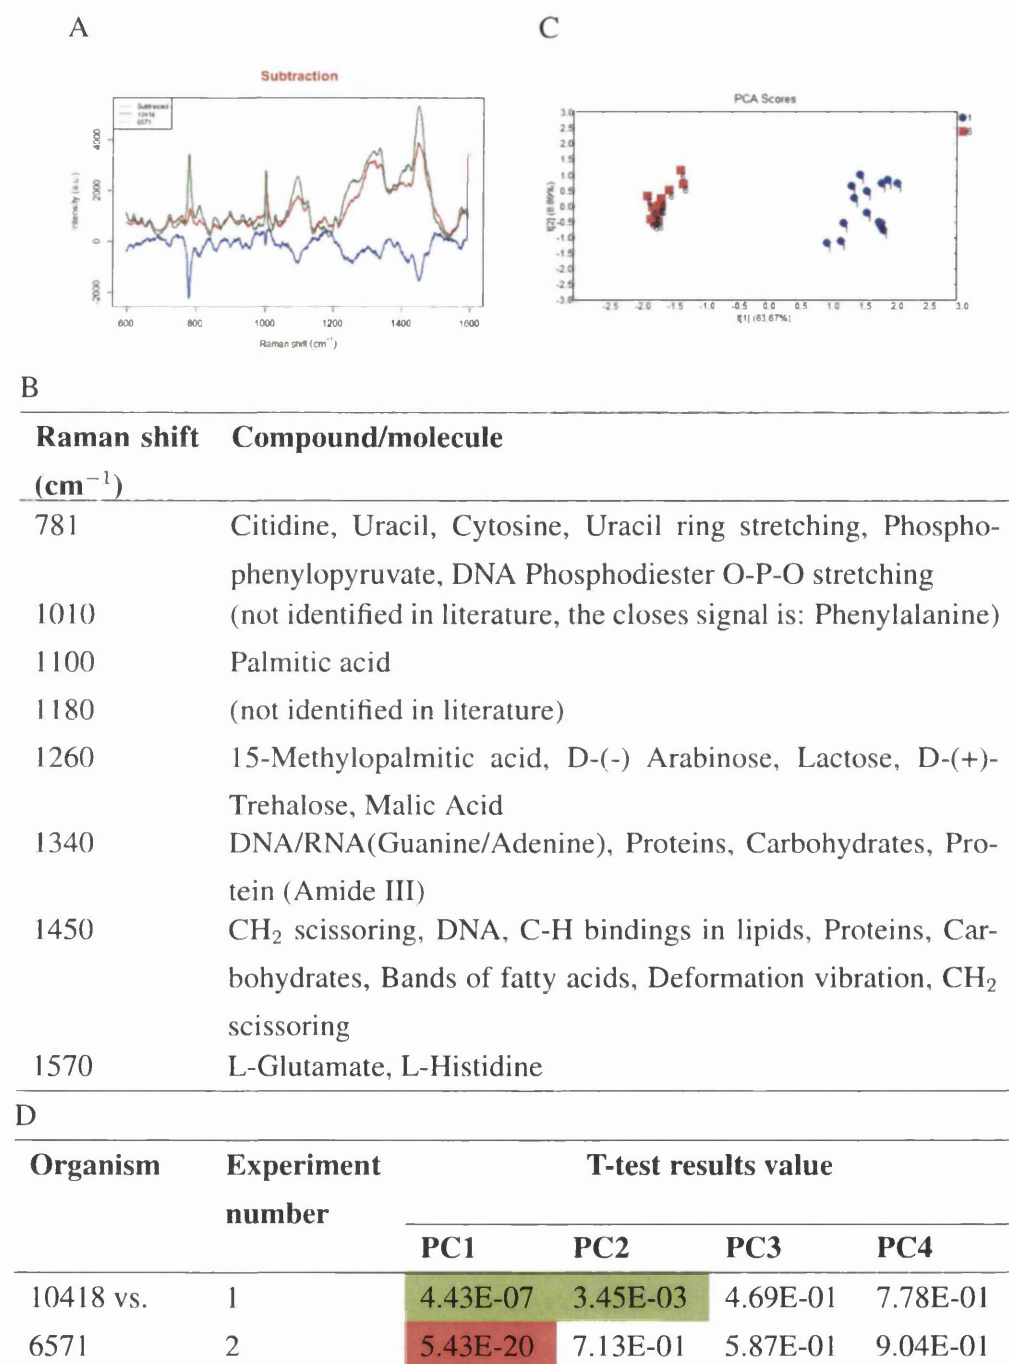 A
C
Subtraction
Subtraced
10418
6571
4000
2000
0
-2000
Intensity (a.u.)
600 800 1000 1200 1400 1600
Raman shift (cm-1)
PCA Scores
3.0
2.5
2.0
1.5
1.0
0.5
0.0
-0.5
-1.0
-1.5
-2.0
-2.5
-3.0
-2.5 -2.0 -1.5 -1.0 -0.5 0.0 0.5 1.0 1.5 2.0 2.5 3.0
t[1] (63.67%)
1
6
B
Raman shift Compound/molecule
(cm−1)
781 Citidine, Uracil, Cytosine, Uracil ring stretching, Phospho-
phenylopyruvate, DNA Phosphodiester O-P-O stretching
1010 (not identified in literature, the closes signal is: Phenylalanine)
1100 Palmitic acid
1180 (not identified in literature)
1260 15-Methylopalmitic acid, D-(-) Arabinose, Lactose, D-(+)-
Trehalose, Malic Acid
1340 DNA/RNA(Guanine/Adenine), Proteins, Carbohydrates, Pro-
tein (Amide III)
1450 CH2 scissoring, DNA, C-H bindings in lipids, Proteins, Car-
bohydrates, Bands of fatty acids, Deformation vibration, CH2
scissoring
1570 L-Glutamate, L-Histidine
D
Organism Experiment T-test results value
number
PC1 PC2 PC3 PC4
10418 vs. 1 4.43E-07 3.45E-03 4.69E-01 7.78E-01
6571 2 5.43E-20 7.13E-01 5.87E-01 9.04E-01